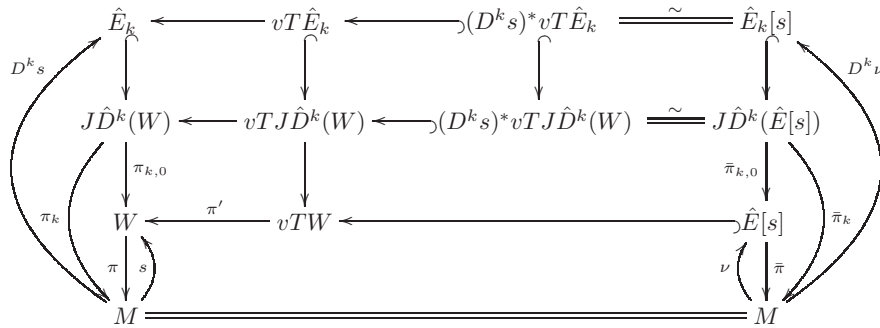 Ê_k vTÊ_k (D^k s)^* vTÊ_k ∼ Ê_k[s]
D^k s D^k ν
JD̂^k(W) vTJD̂^k(W) (D^k s)^* vTJD̂^k(W) ∼ JD̂^k(Ê[s])
π_{k,0} π̄_{k,0}
π_k π̄_k
W π′ vTW Ê[s]
π s ν π̄
M M